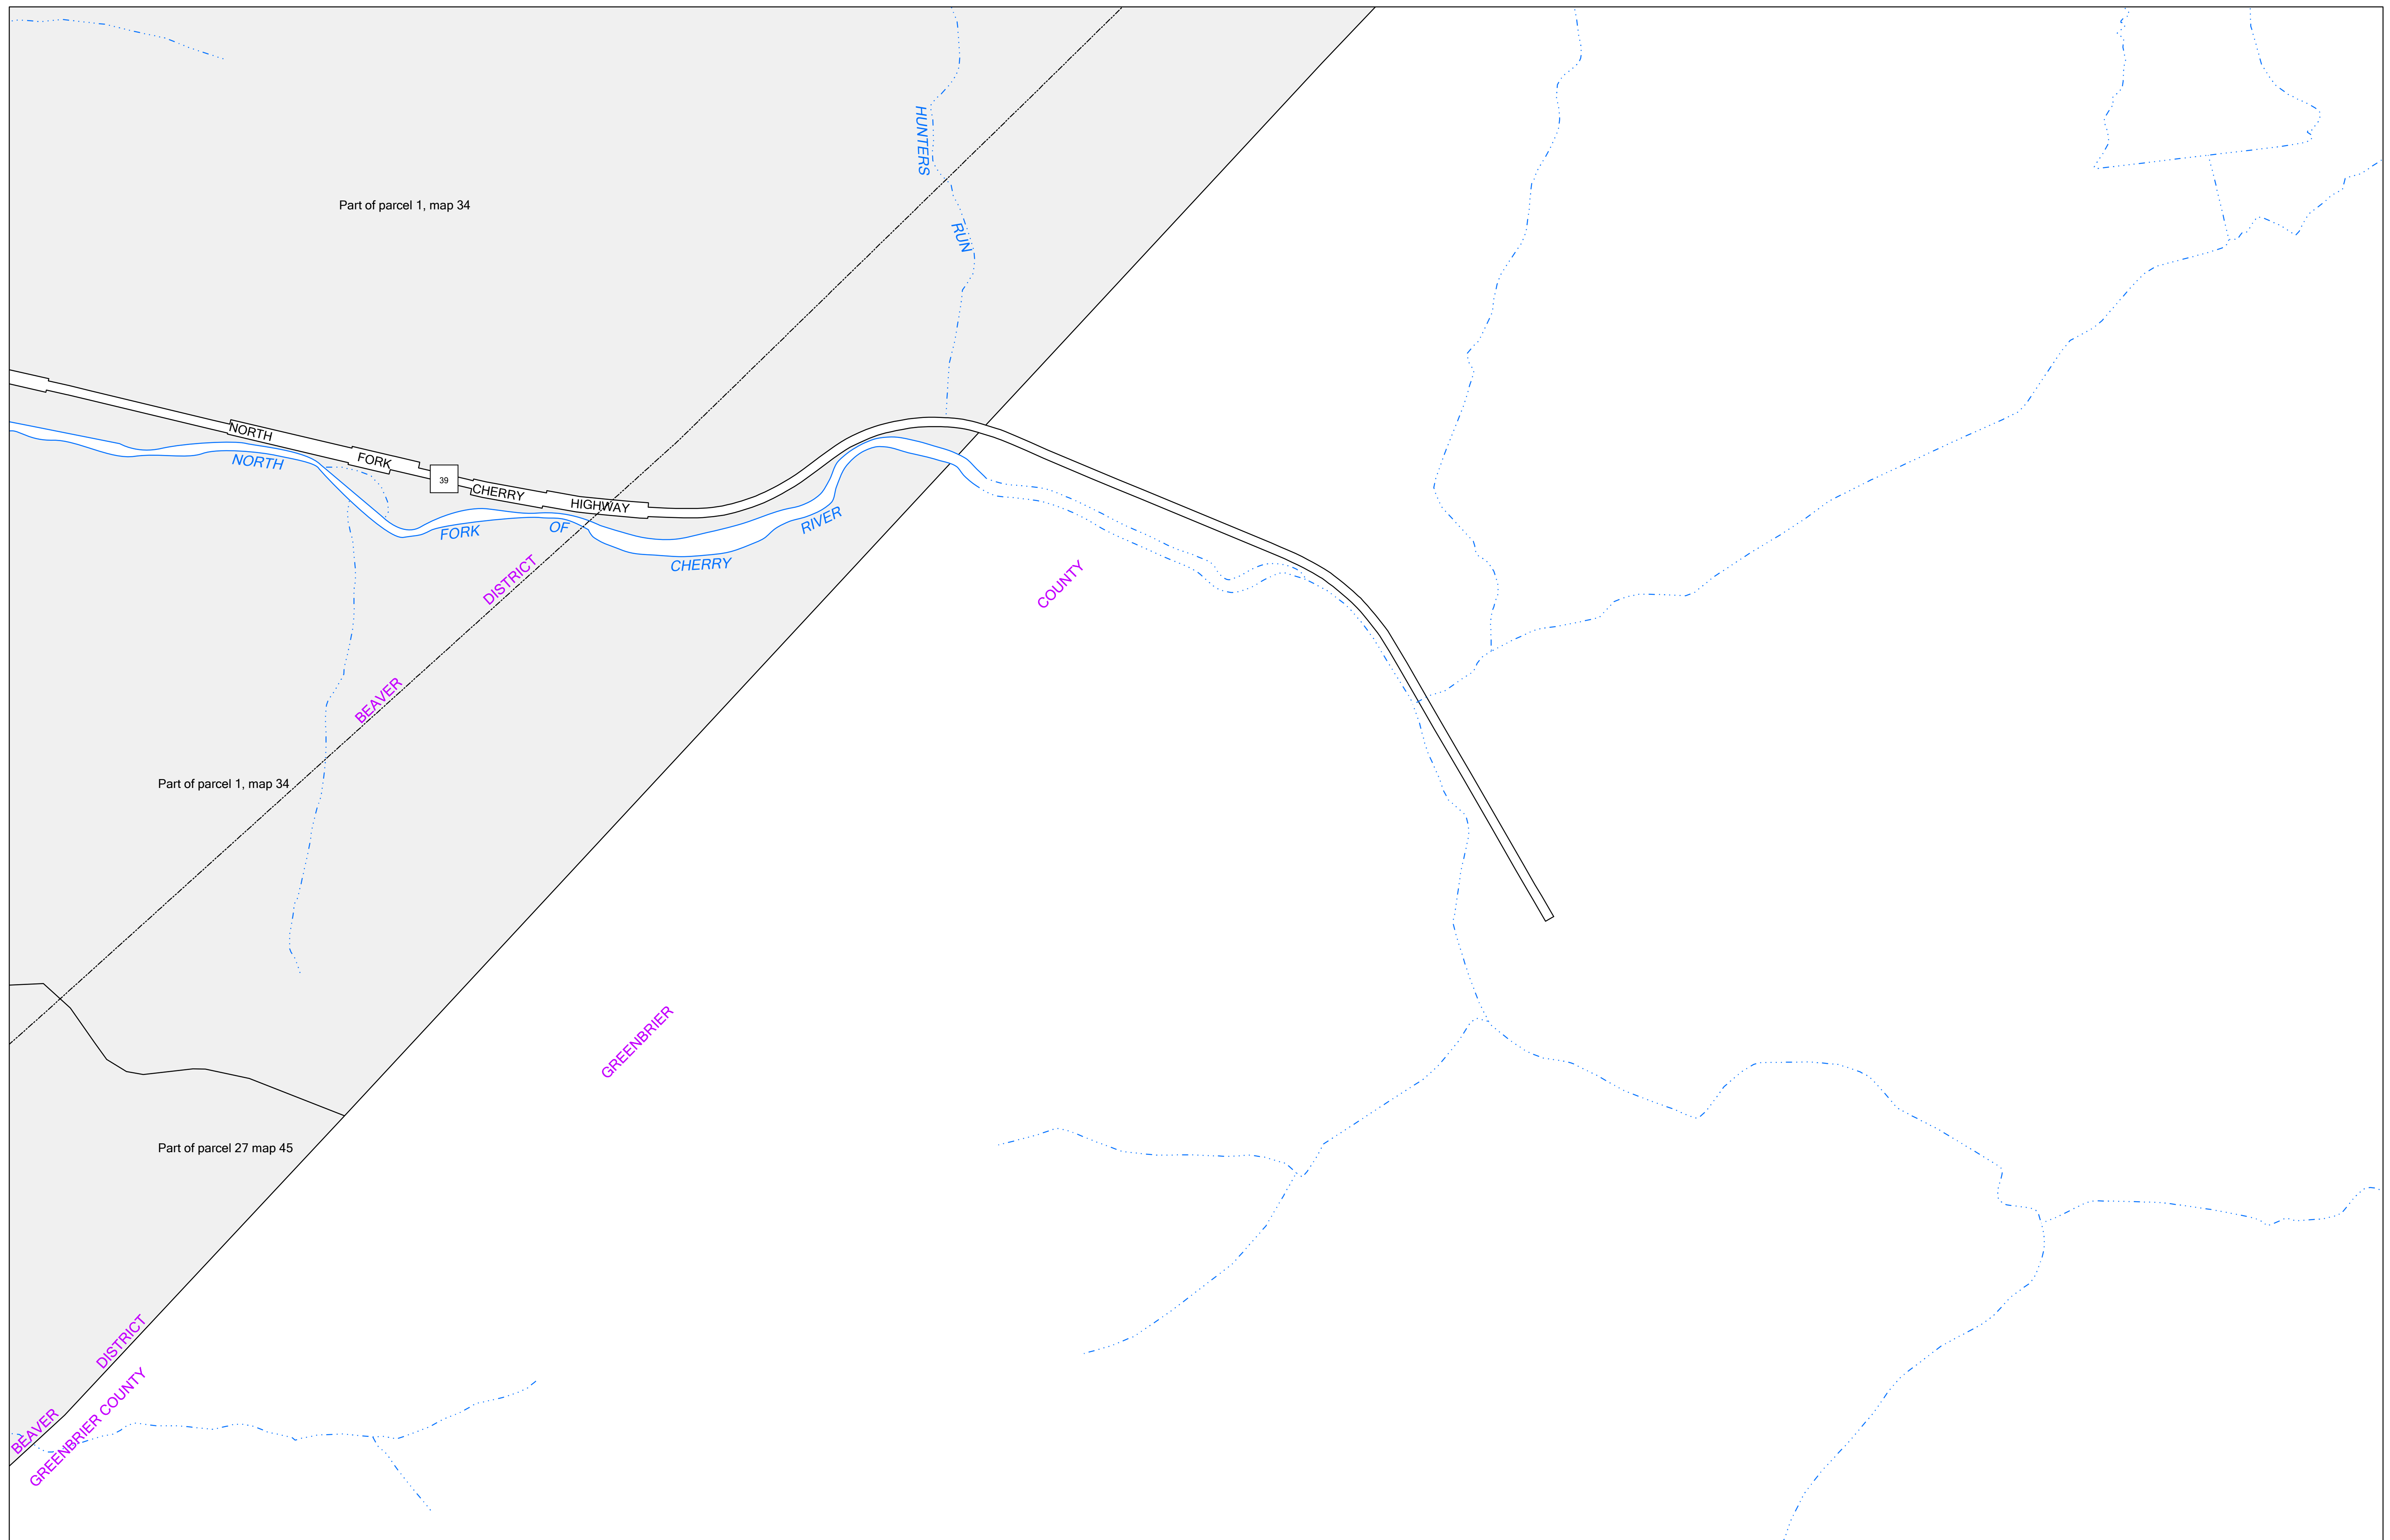 HUNTERS
RUN
Part of parcel 1, map 34
NORTH FORK CHERRY HIGHWAY
39
NORTH FORK OF CHERRY RIVER
BEAVER DISTRICT
GREENBRIER COUNTY
Part of parcel 1, map 34
Part of parcel 27 map 45
BEAVER DISTRICT
GREENBRIER COUNTY